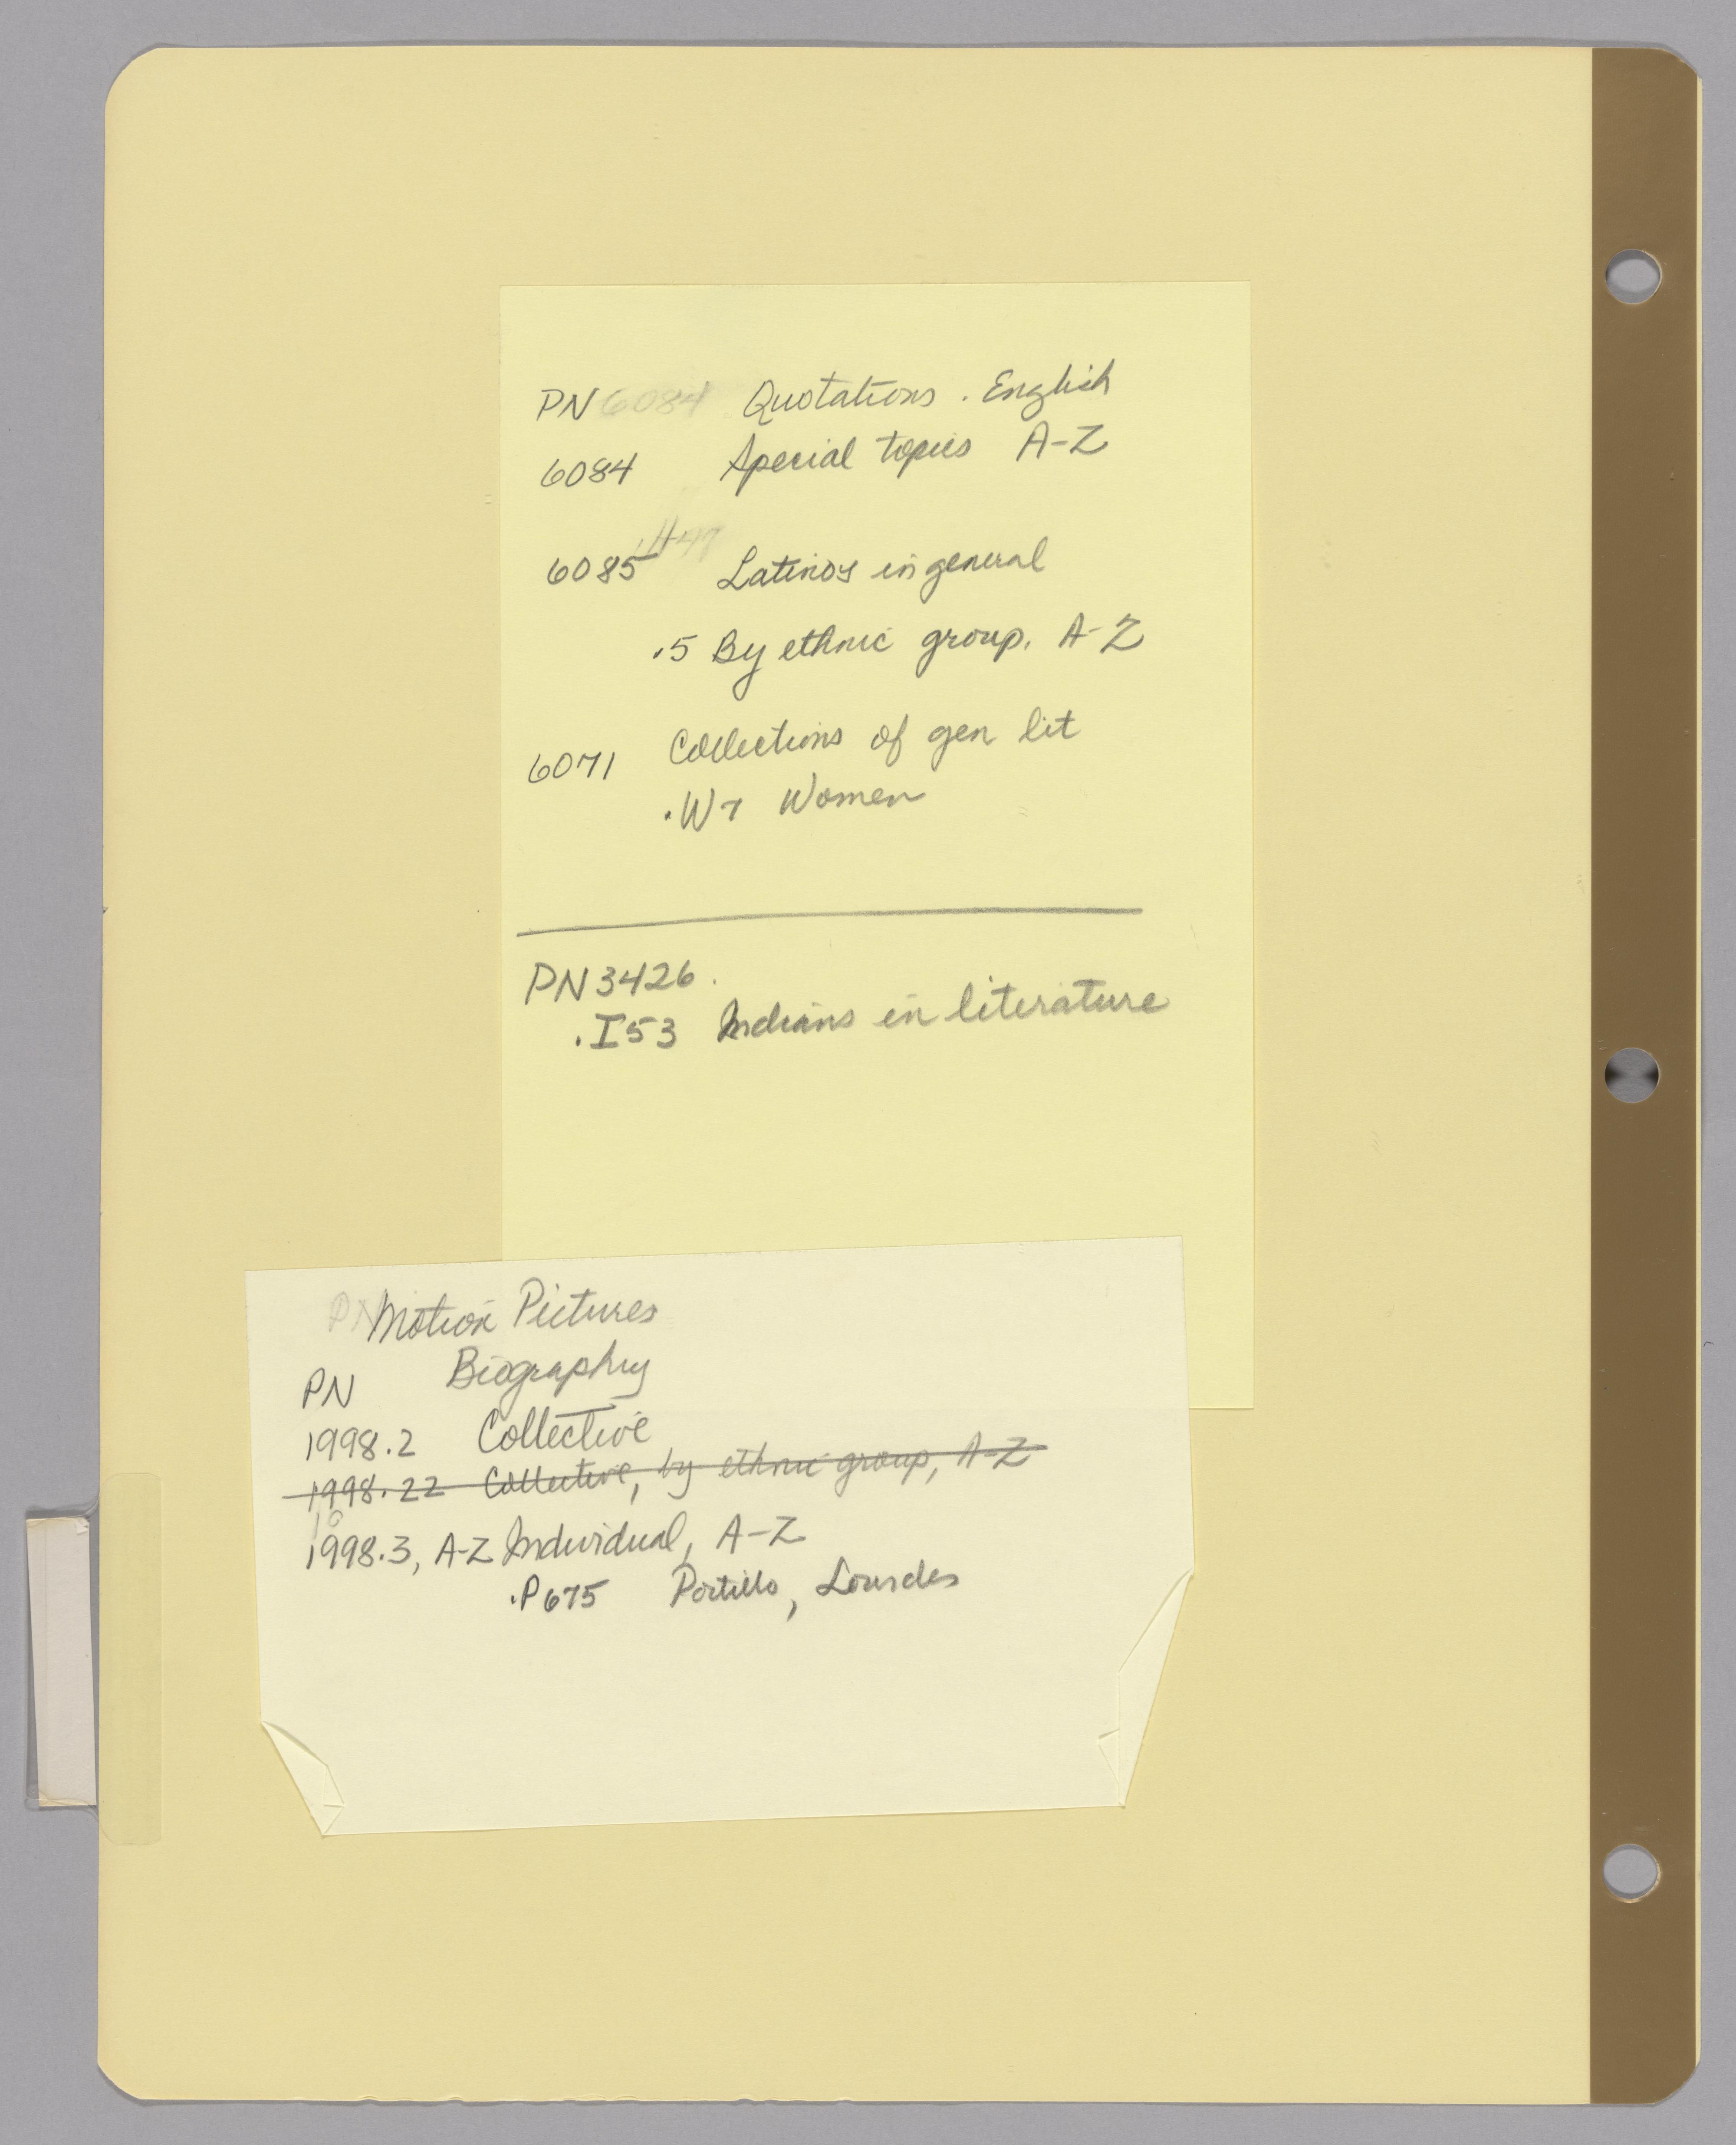 PN 6084 Quotations. English
6084 Special topics A-Z
6085 .H47 Latinos in general
.5 By ethnic group, A-Z
6071 Collections of gen lit
.W7 Women
PN 3426.
.I53 Indians in literature
PN Motion Pictures
PN Biography
1998.2 Collective
1998.22 Collective, by ethnic group, A-Z
1998.3, A-Z Individual, A-Z
.P675 Portillo, Lourdes